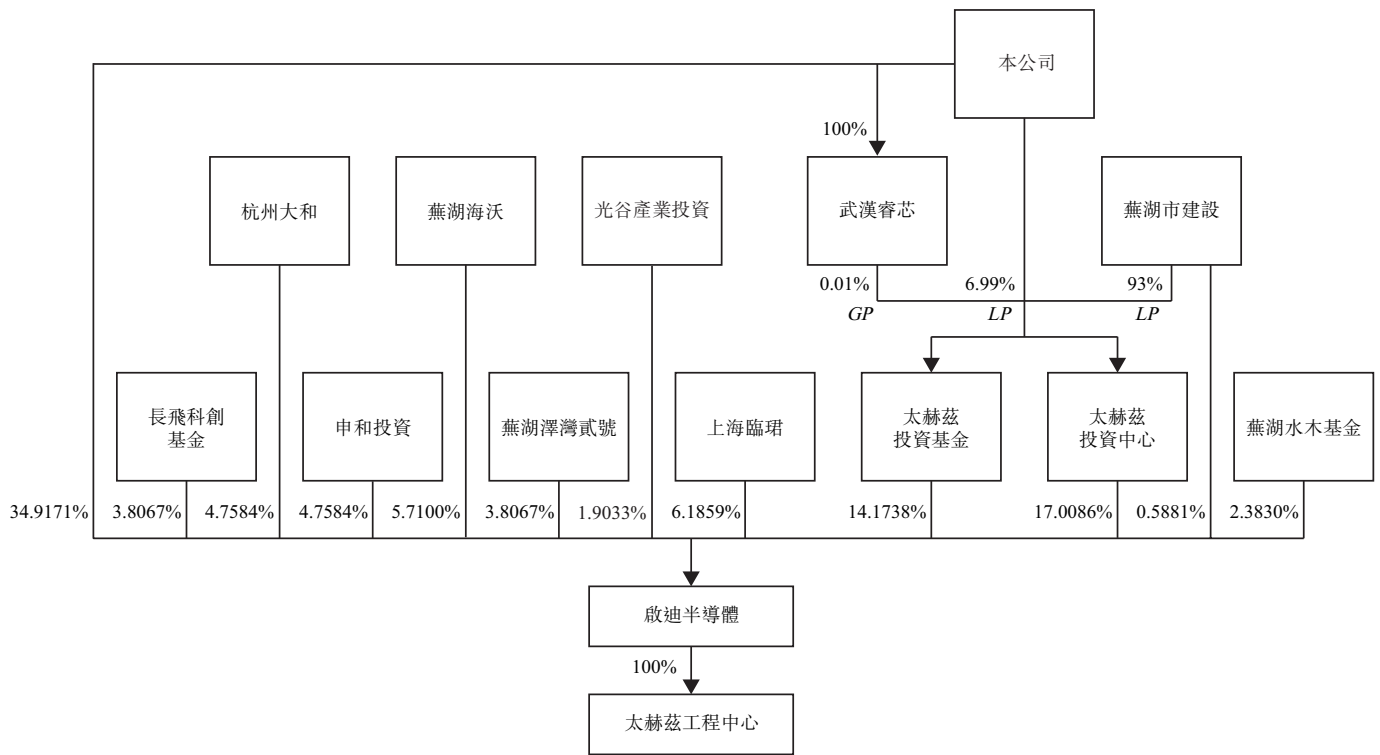 本公司
100%
杭州大和
蕪湖海沃
光谷產業投資
武漢睿芯
蕪湖市建設
0.01%
6.99%
93%
GP
LP
LP
長飛科創
基金
申和投資
蕪湖澤灣貳號
上海臨珺
太赫茲
投資基金
太赫茲
投資中心
蕪湖水木基金
34.9171%
3.8067%
4.7584%
4.7584%
5.7100%
3.8067%
1.9033%
6.1859%
14.1738%
17.0086%
0.5881%
2.3830%
啟迪半導體
100%
太赫茲工程中心